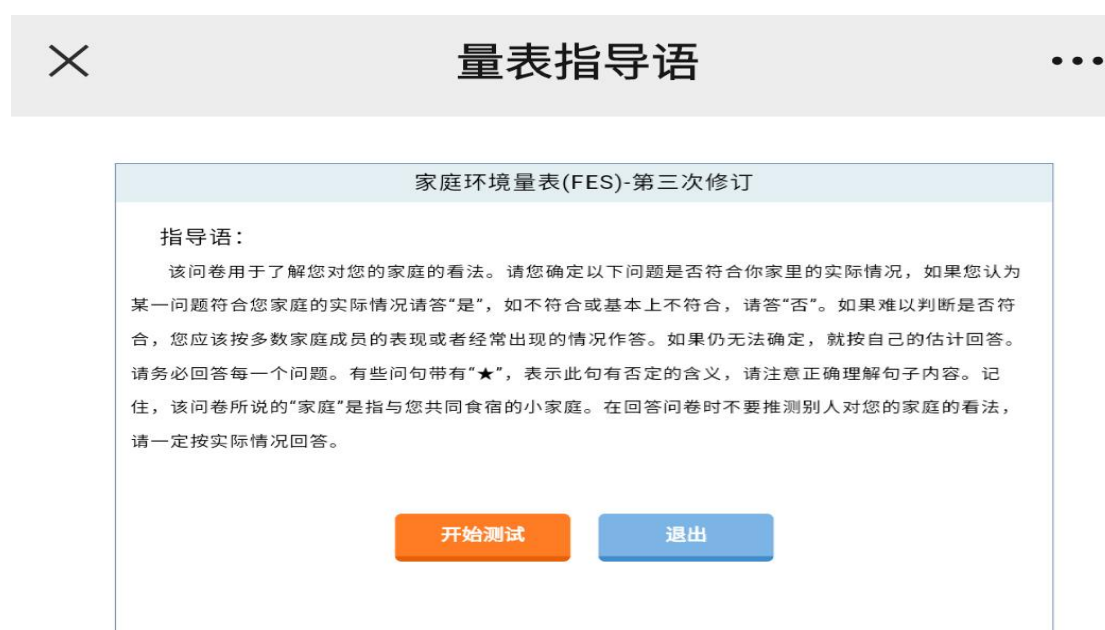 量表指导语
家庭环境量表(FES)-第三次修订
指导语：
该问卷用于了解您对您的家庭的看法。请您确定以下问题是否符合你家里的实际情况，如果您认为
某一问题符合您家庭的实际情况请答“是”，如不符合或基本上不符合，请答“否”。如果难以判断是否符
合，您应该按多数家庭成员的表现或者经常出现的情况作答。如果仍无法确定，就按自己的估计回答。
请务必回答每一个问题。有些问句带有“★”，表示此句有否定的含义，请注意正确理解句子内容。记
住，该问卷所说的“家庭”是指与您共同食宿的小家庭。在回答问卷时不要推测别人对您的家庭的看法，
请一定按实际情况回答。
开始测试
退出